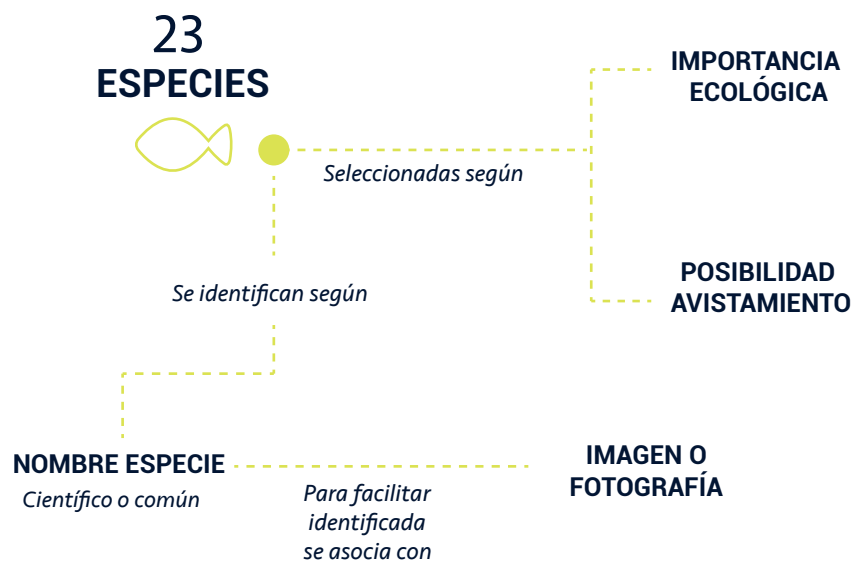 23
ESPECIES
IMPORTANCIA
ECOLÓGICA
Seleccionadas según
POSIBILIDAD
AVISTAMIENTO
Se identifican según
NOMBRE ESPECIE
Científico o común
Para facilitar
identificada
se asocia con
IMAGEN O
FOTOGRAFÍA